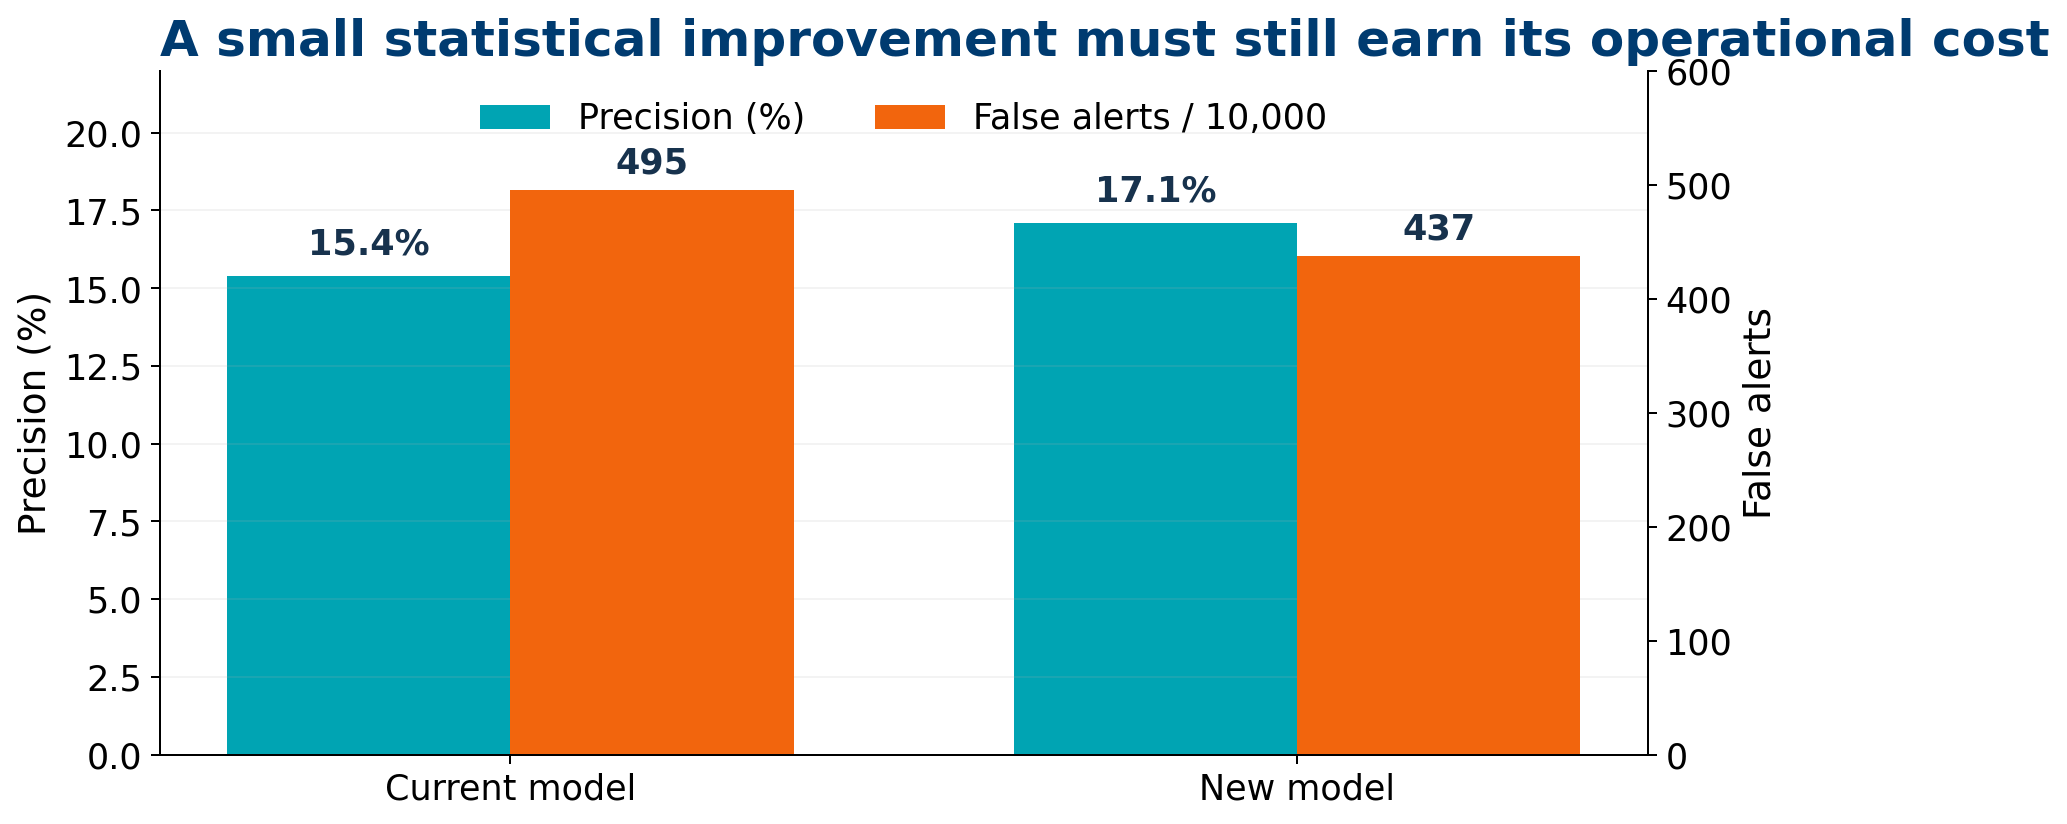 A small statistical improvement must still earn its operational cost
Precision (%)
False alerts / 10,000
20.0
17.5
15.0
12.5
10.0
7.5
5.0
2.5
0.0
Precision (%)
15.4%
495
17.1%
437
600
500
400
300
200
100
0
False alerts
Current model
New model